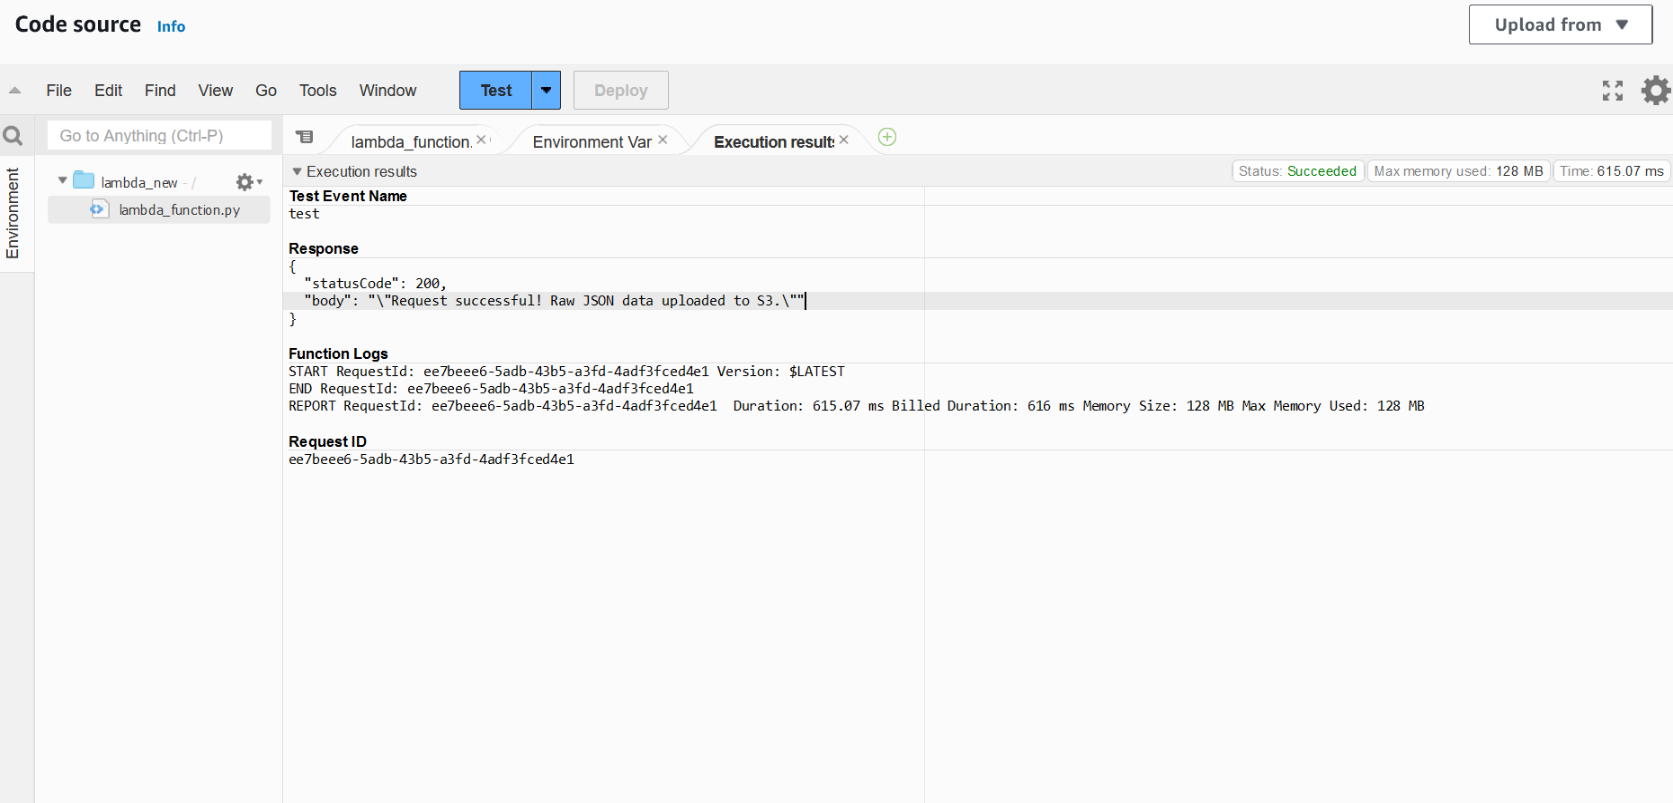 Code source Info
Upload from
File Edit Find View Go Tools Window Test Deploy
Go to Anything (Ctrl-P)
lambda_function. Environment Var Execution results
Environment
lambda_new - /
lambda_function.py
Execution results
Status: Succeeded Max memory used: 128 MB Time: 615.07 ms
Test Event Name
test
Response
{
"statusCode": 200,
"body": "\"Request successful! Raw JSON data uploaded to S3.\""
}
Function Logs
START RequestId: ee7beee6-5adb-43b5-a3fd-4adf3fced4e1 Version: $LATEST
END RequestId: ee7beee6-5adb-43b5-a3fd-4adf3fced4e1
REPORT RequestId: ee7beee6-5adb-43b5-a3fd-4adf3fced4e1 Duration: 615.07 ms Billed Duration: 616 ms Memory Size: 128 MB Max Memory Used: 128 MB
Request ID
ee7beee6-5adb-43b5-a3fd-4adf3fced4e1